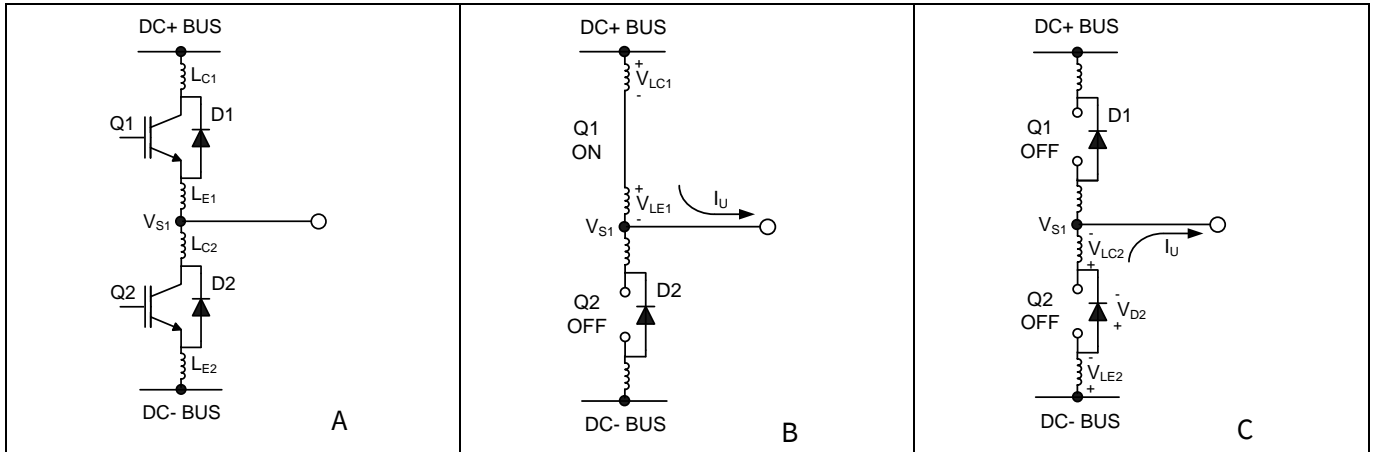 DC+ BUS
LC1
D1
Q1
LE1
VS1
LC2
D2
Q2
LE2
DC- BUS
A
DC+ BUS
+
VLC1
-
Q1
ON
+
VLE1
-
IU
VS1
Q2
OFF
D2
DC- BUS
B
DC+ BUS
D1
Q1
OFF
VS1
-
VLC2
+
IU
Q2
OFF
-
VD2
+
-
VLE2
+
DC- BUS
C